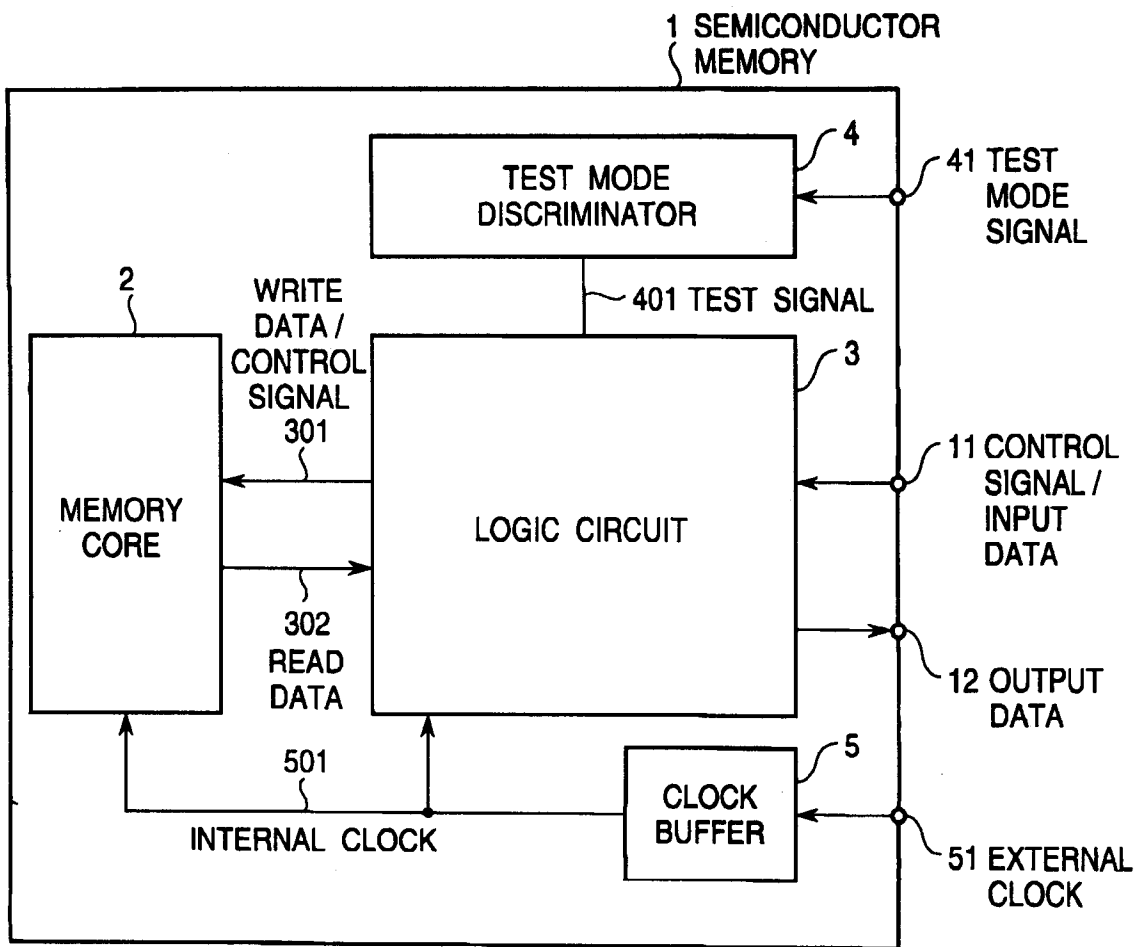 1 SEMICONDUCTOR
MEMORY
4
TEST MODE
DISCRIMINATOR
41 TEST
MODE
SIGNAL
401 TEST SIGNAL
2
WRITE
DATA /
CONTROL
SIGNAL
301
3
MEMORY
CORE
LOGIC CIRCUIT
11 CONTROL
SIGNAL /
INPUT
DATA
302
READ
DATA
12 OUTPUT
DATA
501
INTERNAL CLOCK
5
CLOCK
BUFFER
51 EXTERNAL
CLOCK